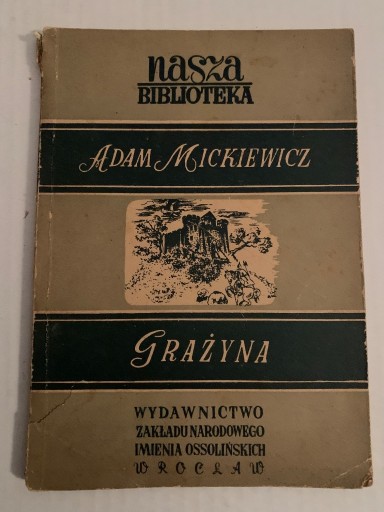 nasza
BIBLIOTEKA
ADAM MICKIEWICZ
GRAŻYNA
WYDAWNICTWO
ZAKŁADU NARODOWEGO
IMIENIA OSSOLIŃSKICH
WROCŁAW